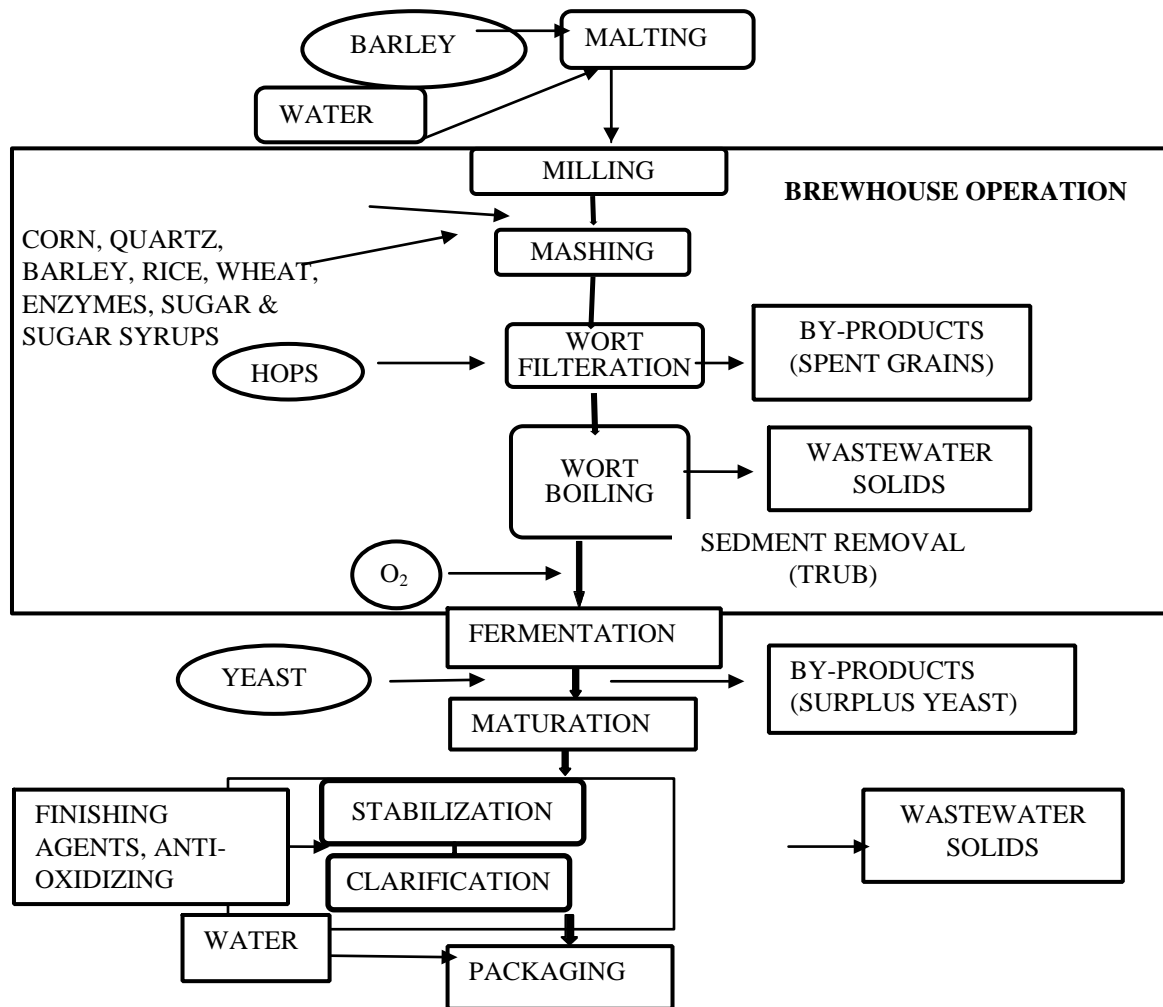 BARLEY
MALTING
WATER
MILLING
BREWHOUSE OPERATION
CORN, QUARTZ,
BARLEY, RICE, WHEAT,
ENZYMES, SUGAR &
SUGAR SYRUPS
MASHING
HOPS
WORT
FILTERATION
BY-PRODUCTS
(SPENT GRAINS)
WORT
BOILING
WASTEWATER
SOLIDS
SEDMENT REMOVAL
(TRUB)
O₂
FERMENTATION
YEAST
BY-PRODUCTS
(SURPLUS YEAST)
MATURATION
FINISHING
AGENTS, ANTI-
OXIDIZING
STABILIZATION
CLARIFICATION
WASTEWATER
SOLIDS
WATER
PACKAGING